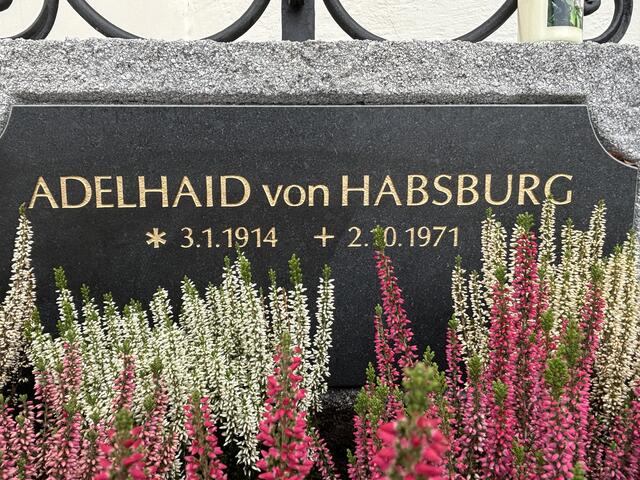 ADELHAID von HABSBURG
* 3.1.1914 + 2.10.1971